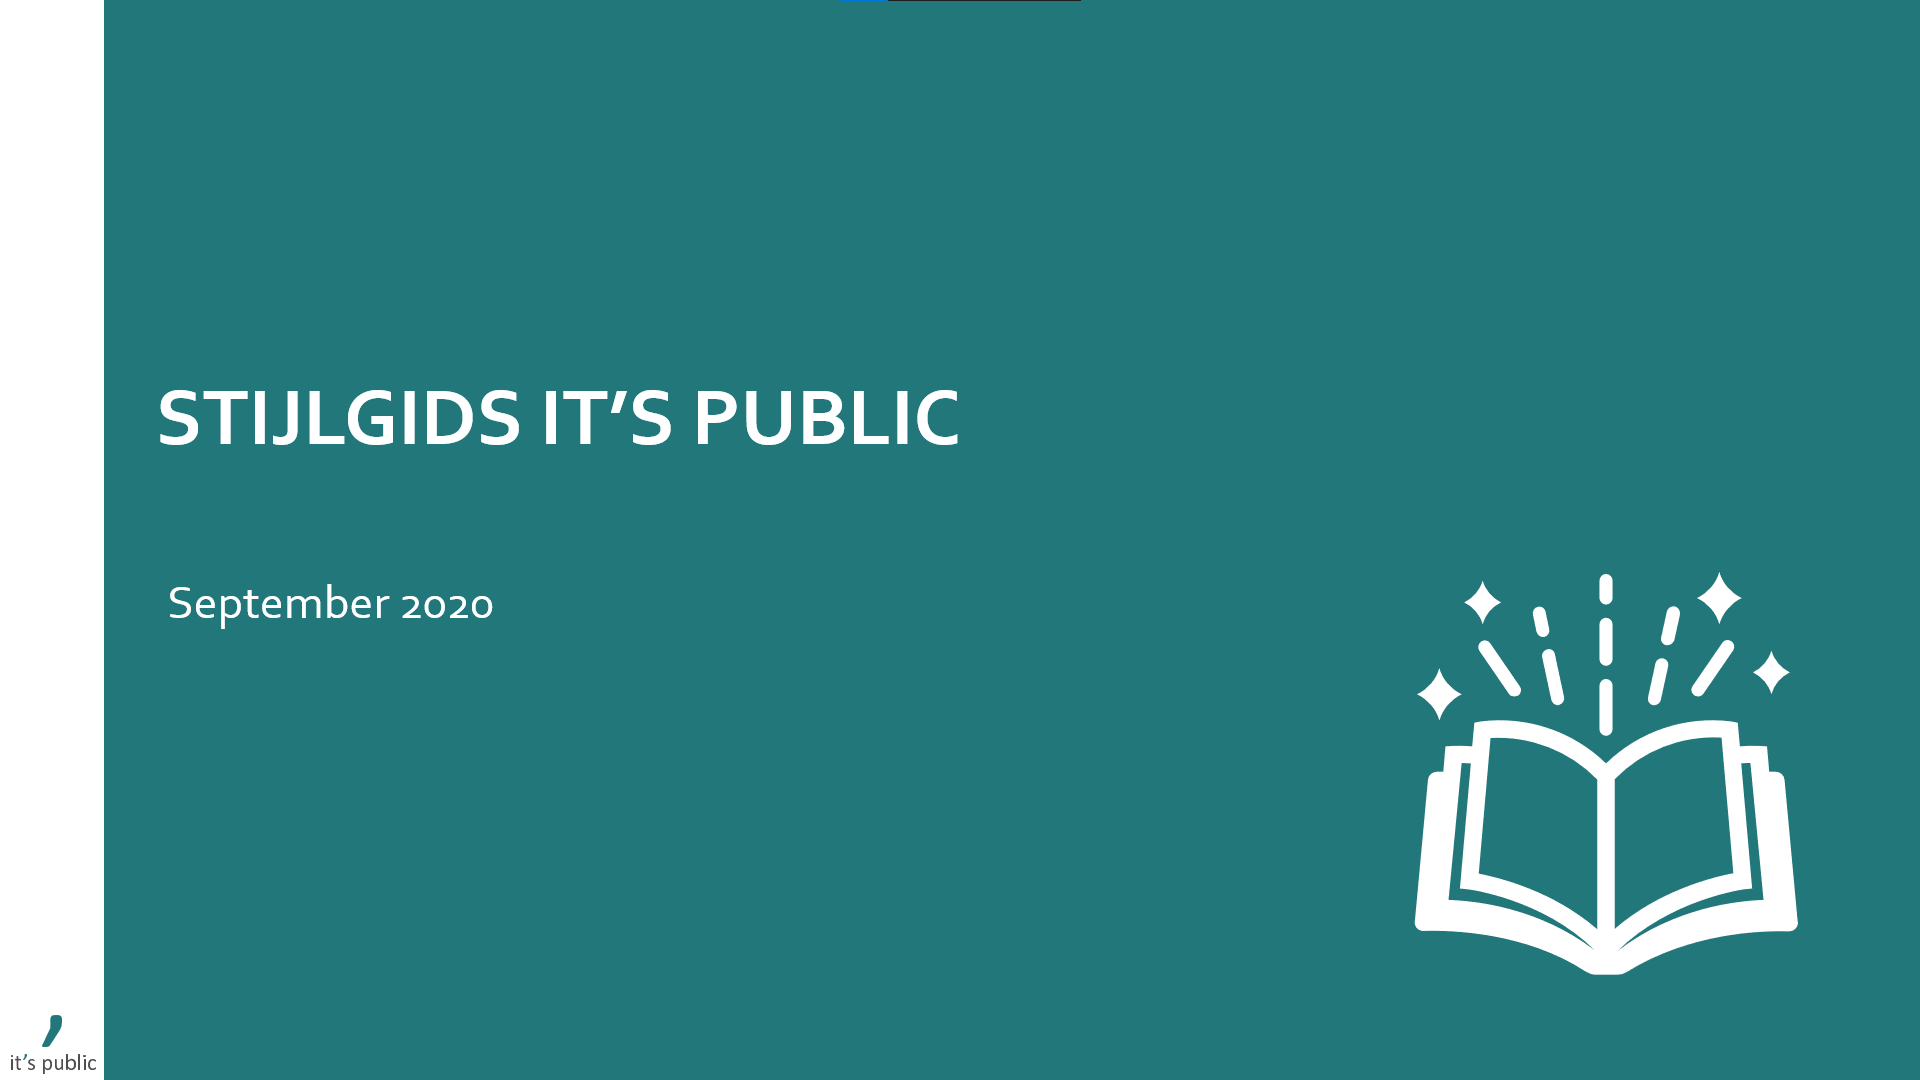 STIJLGIDS IT’S PUBLIC
September 2020
,
it’s public